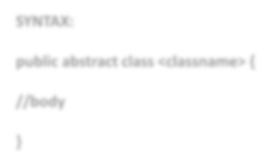 SYNTAX:
public abstract class <classname> {
//body
}